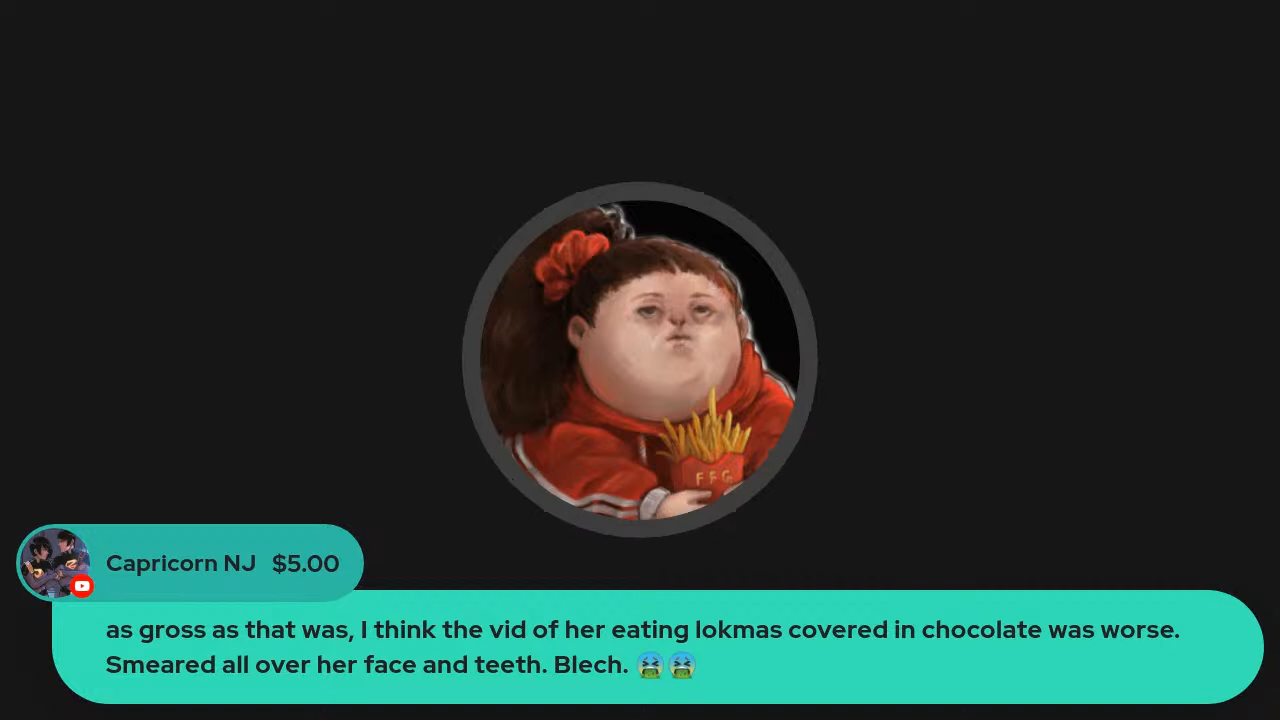 FFG
Capricorn NJ $5.00
as gross as that was, I think the vid of her eating lokmas covered in chocolate was worse.
Smeared all over her face and teeth. Blech. 🤮🤮